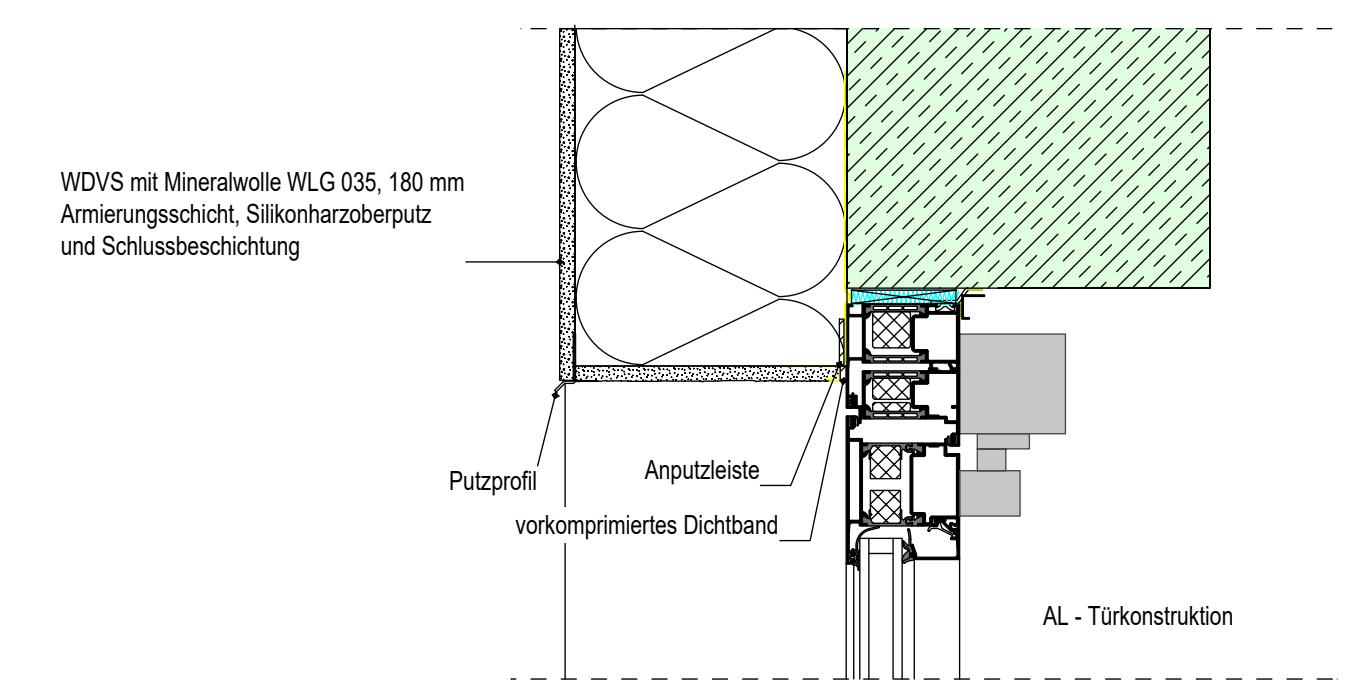 WDVS mit Mineralwolle WLG 035, 180 mm
Armierungsschicht, Silikonharzoberputz
und Schlussbeschichtung
Putzprofil
Anputzleiste
vorkomprimiertes Dichtband
AL - Türkonstruktion